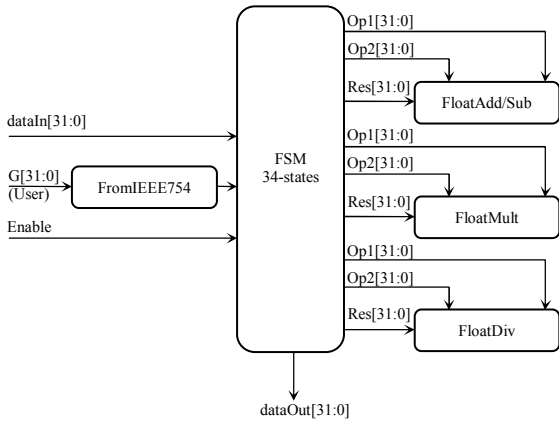 Op1[31:0]
Op2[31:0]
Res[31:0]
FloatAdd/Sub
dataIn[31:0]
Op1[31:0]
FSM
34-states
Op2[31:0]
G[31:0]
(User)
FromIEEE754
Res[31:0]
FloatMult
Enable
Op1[31:0]
Op2[31:0]
Res[31:0]
FloatDiv
dataOut[31:0]